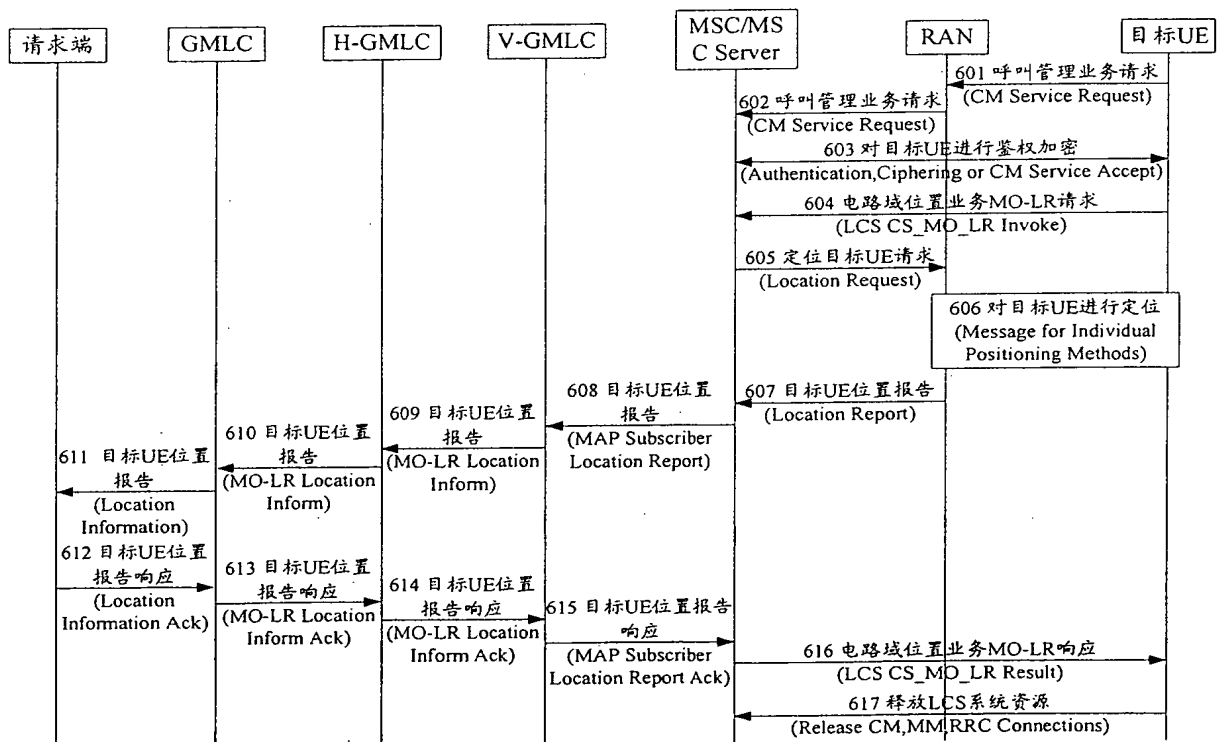 请求端
GMLC
H-GMLC
V-GMLC
MSC/MS
C Server
RAN
目标UE
601 呼叫管理业务请求
(CM Service Request)
602 呼叫管理业务请求
(CM Service Request)
603 对目标UE进行鉴权加密
(Authentication,Ciphering or CM Service Accept)
604 电路域位置业务MO-LR请求
(LCS CS_MO_LR Invoke)
605 定位目标UE请求
(Location Request)
606 对目标UE进行定位
(Message for Individual
Positioning Methods)
607 目标UE位置报告
(Location Report)
608 目标UE位置
报告
(MAP Subscriber
Location Report)
609 目标UE位置
报告
(MO-LR Location
Inform)
610 目标UE位置
报告
(MO-LR Location
Inform)
611 目标UE位置
报告
(Location
Information)
612 目标UE位置
报告响应
(Location
Information Ack)
613 目标UE位置
报告响应
(MO-LR Location
Inform Ack)
614 目标UE位置
报告响应
(MO-LR Location
Inform Ack)
615 目标UE位置报告
响应
(MAP Subscriber
Location Report Ack)
616 电路域位置业务MO-LR响应
(LCS CS_MO_LR Result)
617 释放LCS系统资源
(Release CM,MM,RRC Connections)